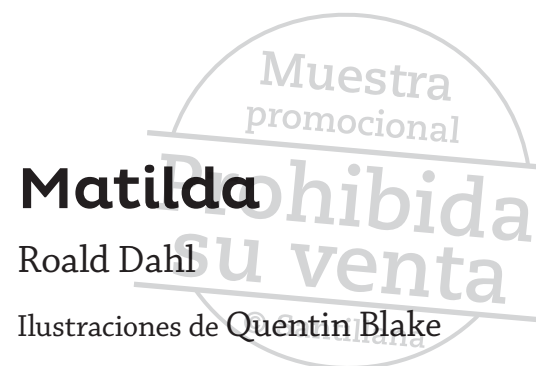 Muestra
promocional
Prohibida
su venta
© Santillana
Matilda
Roald Dahl
Ilustraciones de Quentin Blake